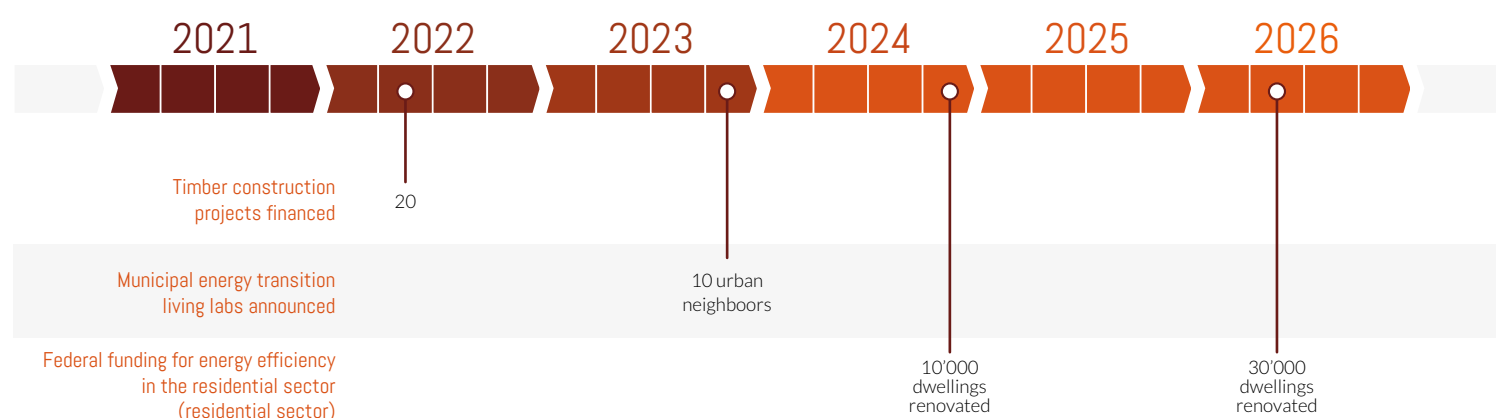 2021 2022 2023 2024 2025 2026
Timber construction
projects financed
20
Municipal energy transition
living labs announced
10 urban
neighboors
Federal funding for energy efficiency
in the residential sector
(residential sector)
10’000
dwellings
renovated
30’000
dwellings
renovated